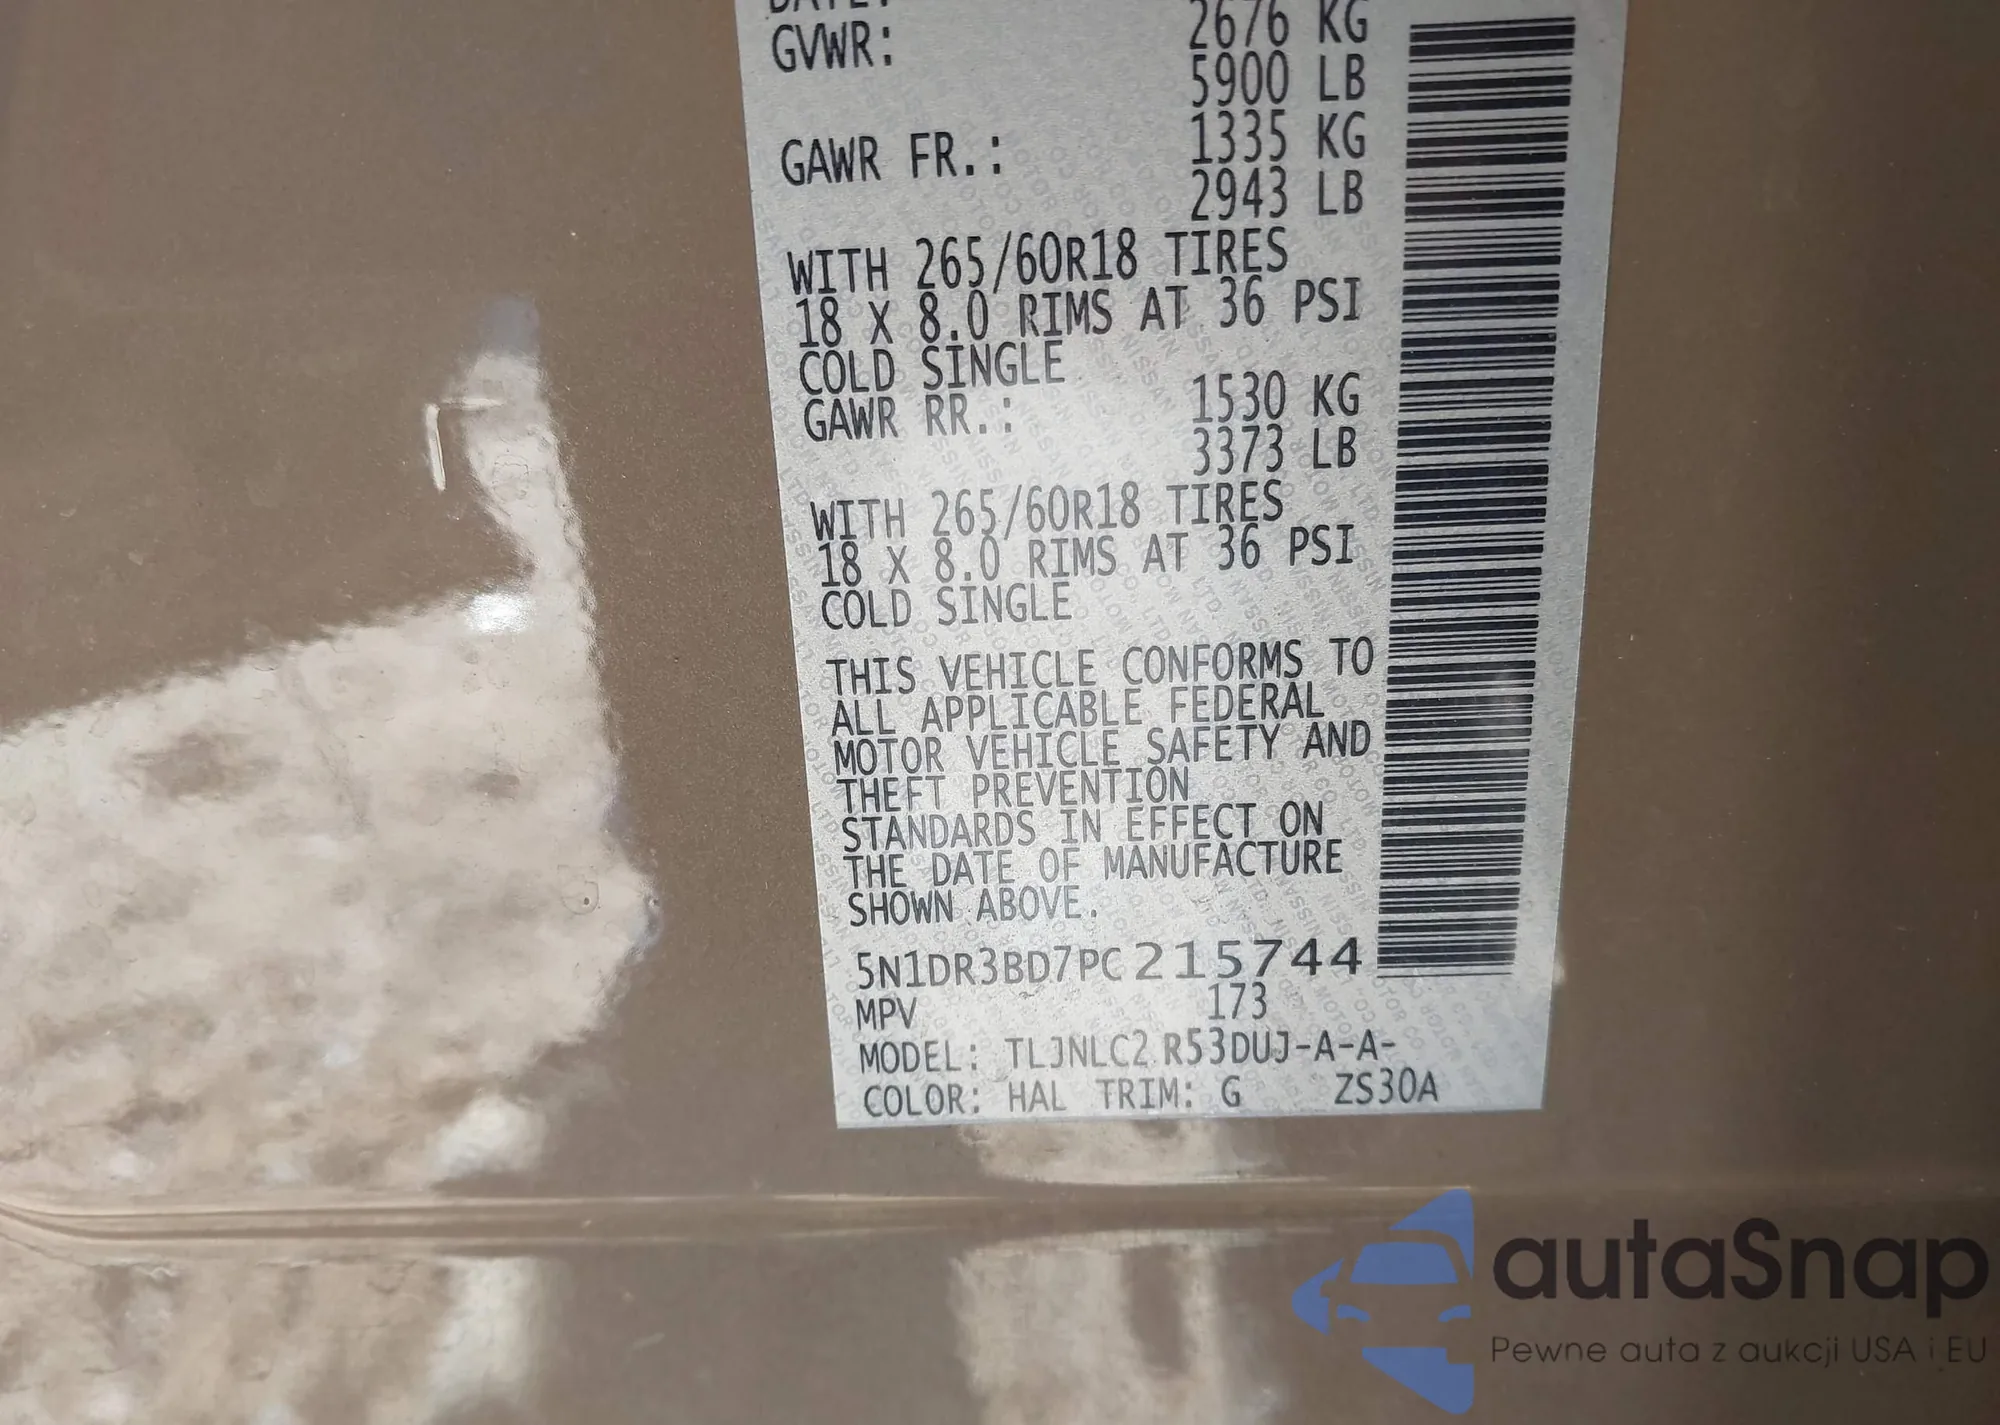 DATE:
GVWR: 2676 KG
5900 LB
GAWR FR.: 1335 KG
2943 LB
WITH 265/60R18 TIRES
18 X 8.0 RIMS AT 36 PSI
COLD SINGLE
GAWR RR.: 1530 KG
3373 LB
WITH 265/60R18 TIRES
18 X 8.0 RIMS AT 36 PSI
COLD SINGLE
THIS VEHICLE CONFORMS TO
ALL APPLICABLE FEDERAL
MOTOR VEHICLE SAFETY AND
THEFT PREVENTION
STANDARDS IN EFFECT ON
THE DATE OF MANUFACTURE
SHOWN ABOVE.
5N1DR3BD7PC215744
MPV 173
MODEL: TLJNLC2 R53DUJ-A-A-
COLOR: HAL TRIM: G ZS30A
autaSnap
Pewne auta z aukcji USA i EU